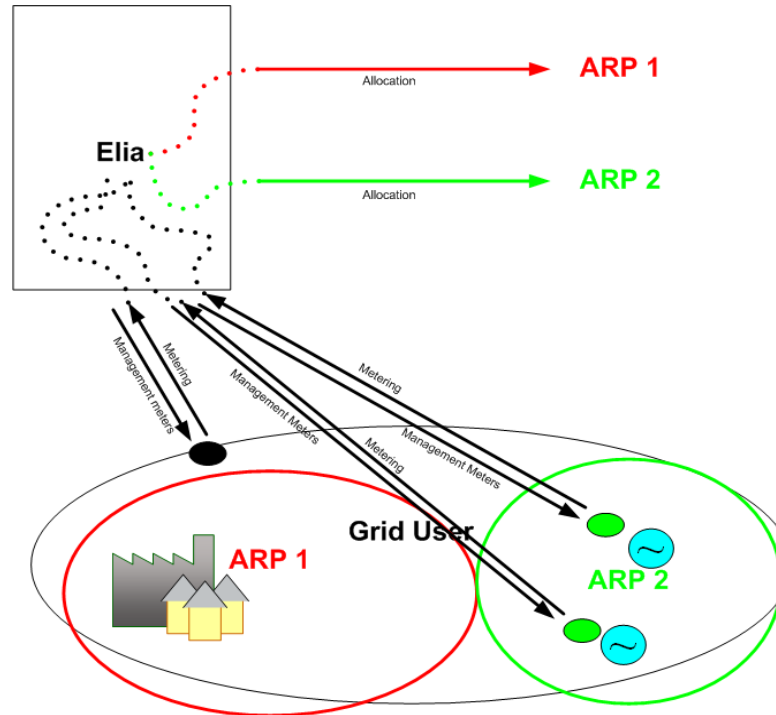 ARP 1
Allocation
Elia
ARP 2
Allocation
Metering
Management meters
Metering
Management Meters
Metering
Management Meters
Grid User
ARP 1
ARP 2